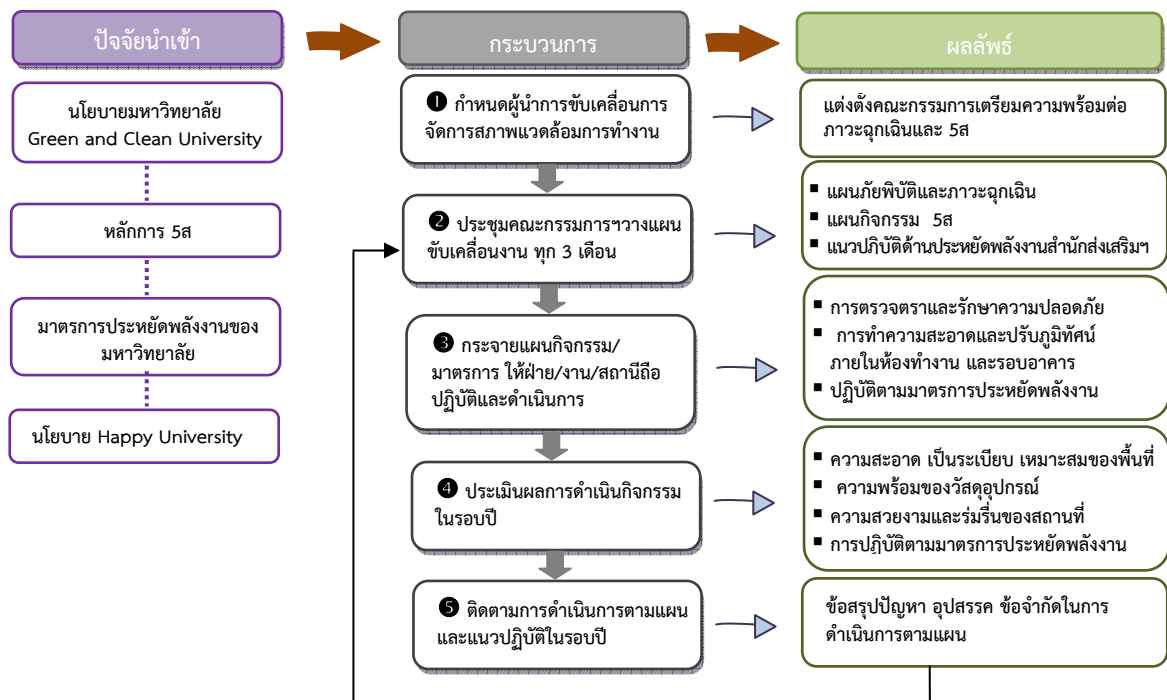 ปัจจัยนำเข้า
กระบวนการ
ผลลัพธ์
นโยบายมหาวิทยาลัย
Green and Clean University
หลักการ 5ส
มาตรการประหยัดพลังงานของ
มหาวิทยาลัย
นโยบาย Happy University
❶ กำหนดผู้นำการขับเคลื่อนการ
จัดการสภาพแวดล้อมการทำงาน
แต่งตั้งคณะกรรมการเตรียมความพร้อมต่อ
ภาวะฉุกเฉินและ 5ส
❷ ประชุมคณะกรรมการฯวางแผน
ขับเคลื่อนงาน ทุก 3 เดือน
▪ แผนภัยพิบัติและภาวะฉุกเฉิน
▪ แผนกิจกรรม 5ส
▪ แนวปฏิบัติด้านประหยัดพลังงานสำนักส่งเสริมฯ
❸ กระจายแผนกิจกรรม/
มาตรการ ให้ฝ่าย/งาน/สถานีถือ
ปฏิบัติและดำเนินการ
▪ การตรวจตราและรักษาความปลอดภัย
▪ การทำความสะอาดและปรับภูมิทัศน์
ภายในห้องทำงาน และรอบอาคาร
▪ ปฏิบัติตามมาตรการประหยัดพลังงาน
❹ ประเมินผลการดำเนินกิจกรรม
ในรอบปี
▪ ความสะอาด เป็นระเบียบ เหมาะสมของพื้นที่
▪ ความพร้อมของวัสดุอุปกรณ์
▪ ความสวยงามและร่มรื่นของสถานที่
▪ การปฏิบัติตามมาตรการประหยัดพลังงาน
❺ ติดตามการดำเนินการตามแผน
และแนวปฏิบัติในรอบปี
ข้อสรุปปัญหา อุปสรรค ข้อจำกัดในการ
ดำเนินการตามแผน